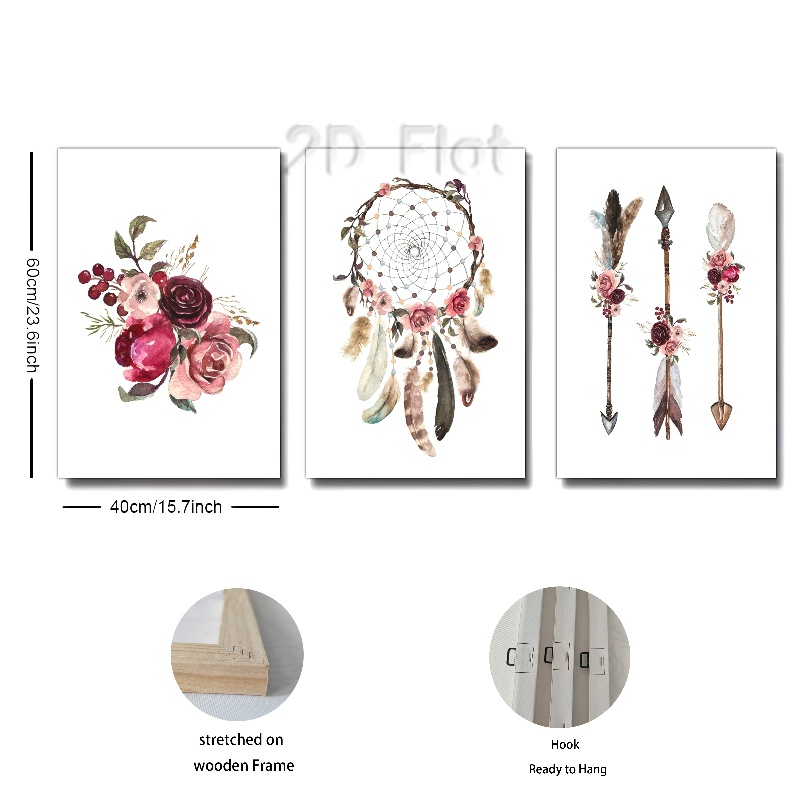 2D Flat
60cm/23.6inch
40cm/15.7inch
stretched on
wooden Frame
Hook
Ready to Hang